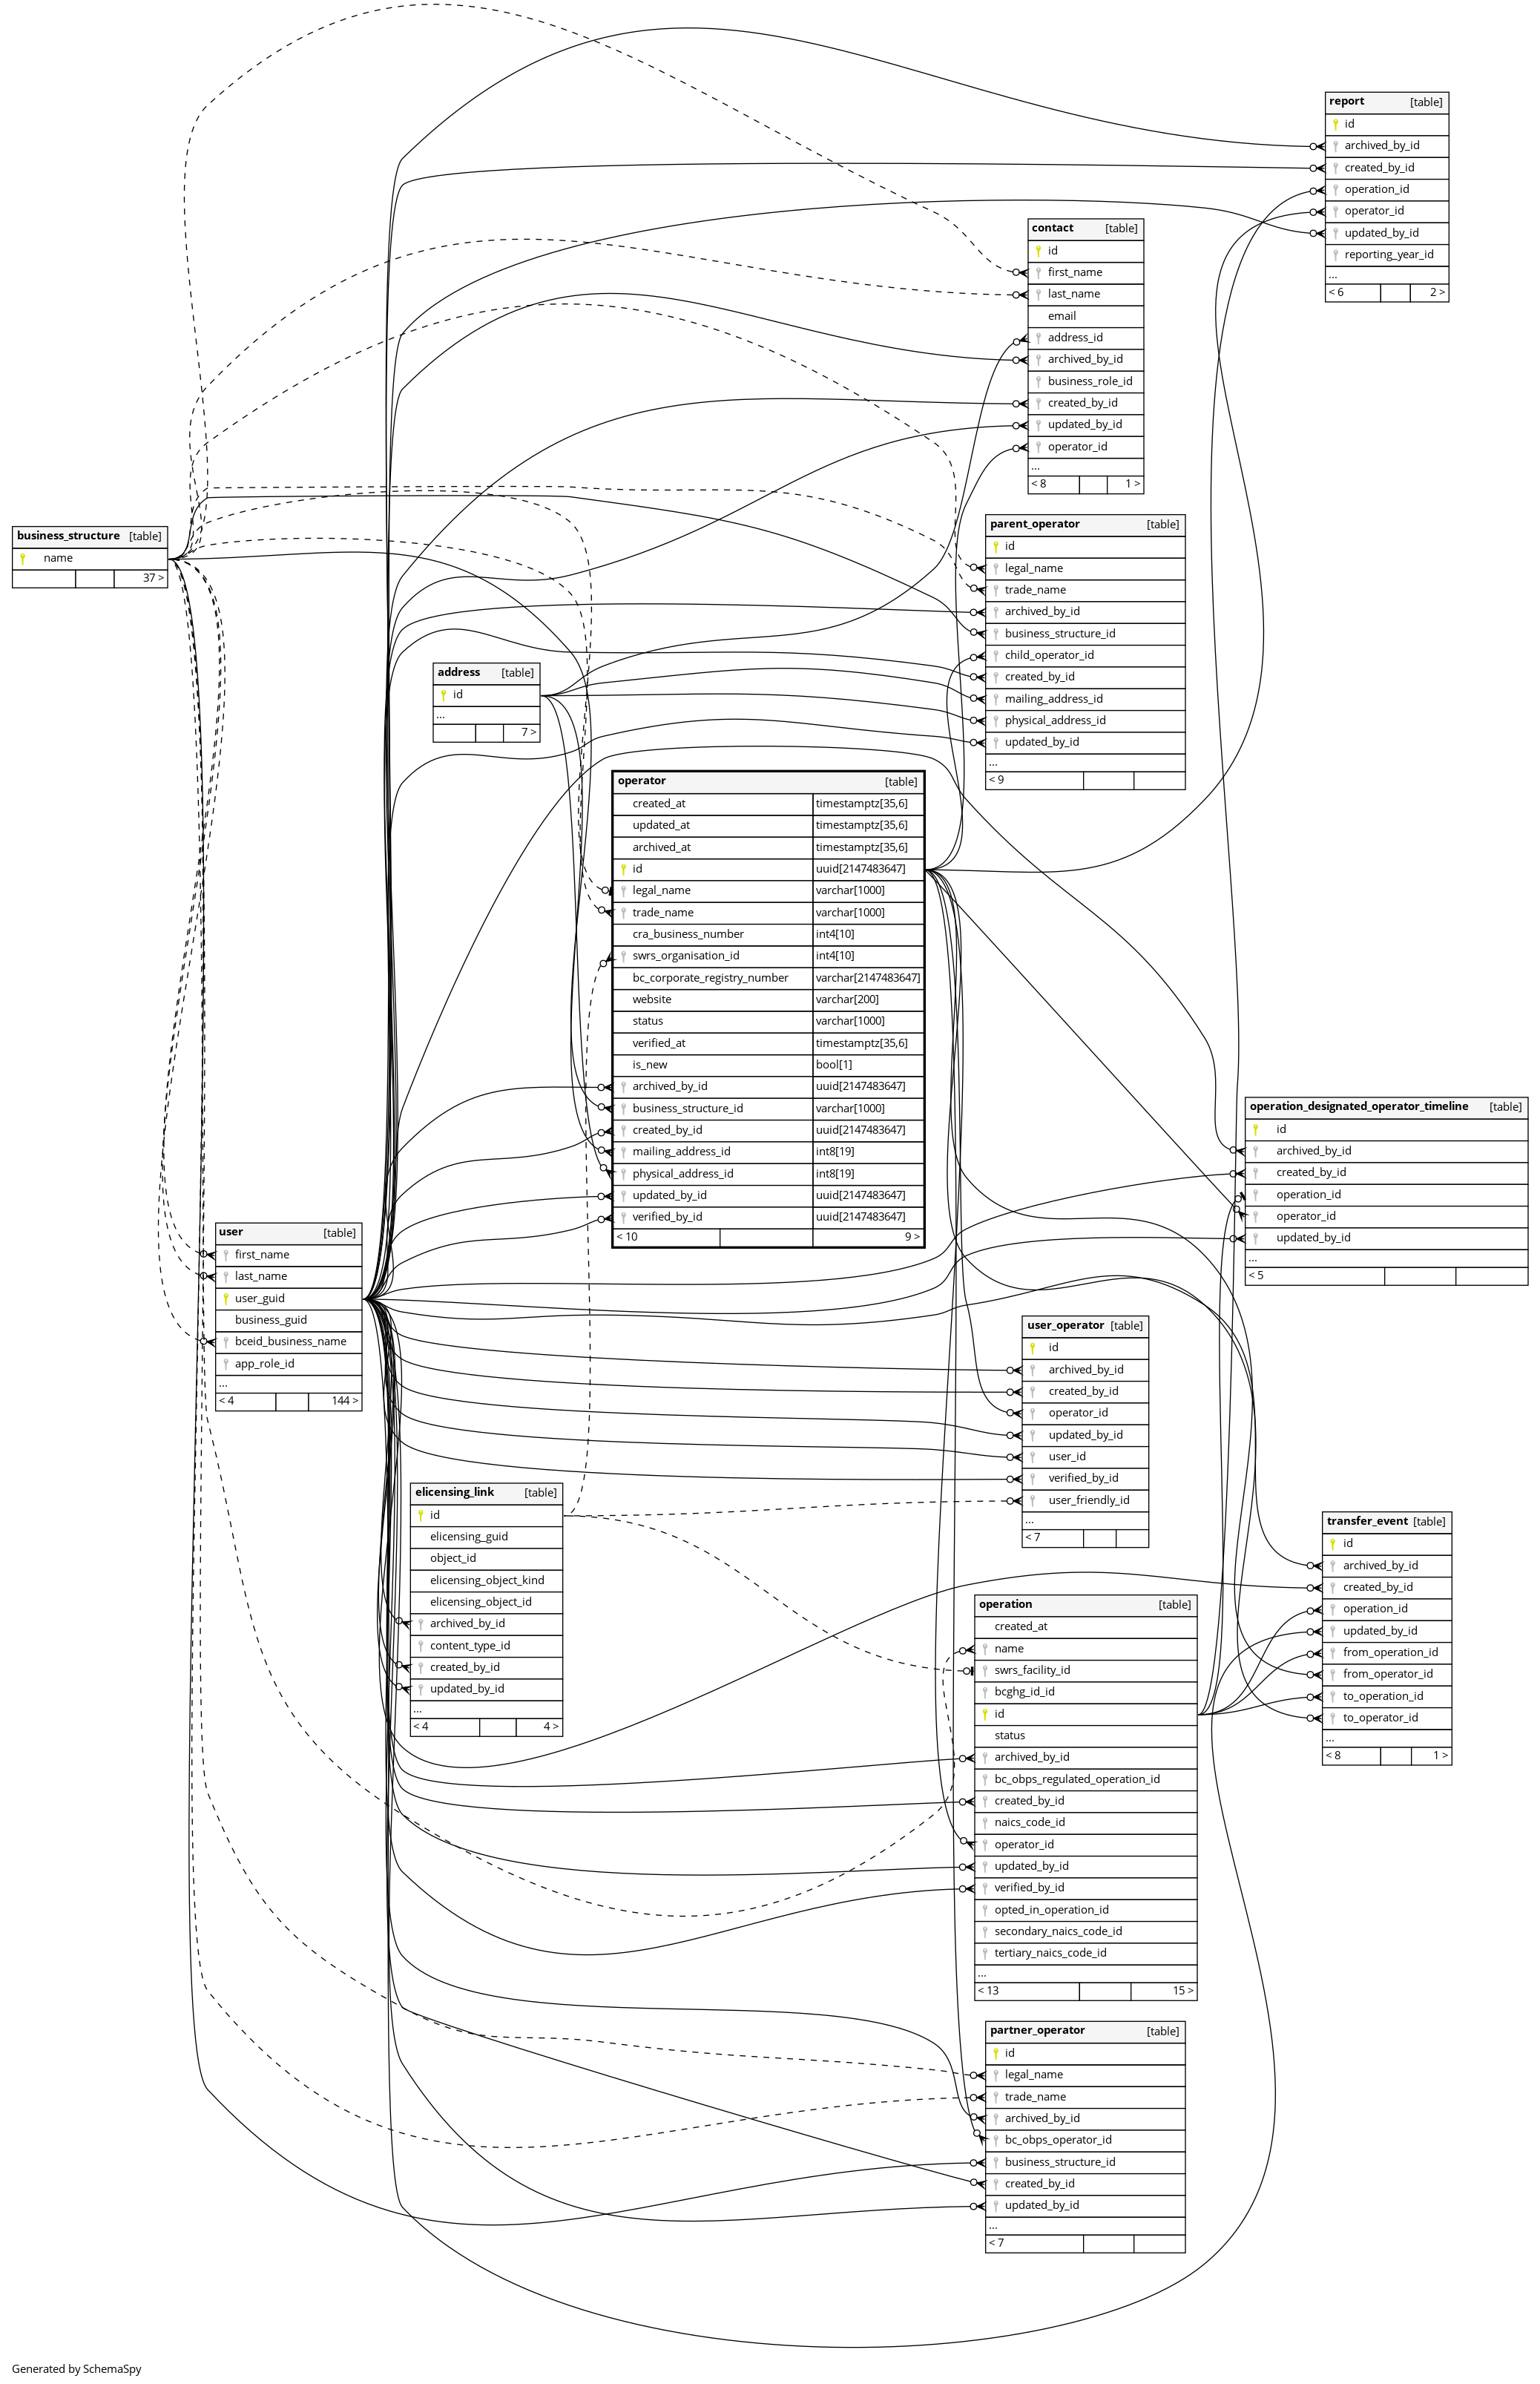 report [table]
id
archived_by_id
created_by_id
operation_id
operator_id
updated_by_id
reporting_year_id
...
< 6 2 >
contact [table]
id
first_name
last_name
email
address_id
archived_by_id
business_role_id
created_by_id
updated_by_id
operator_id
...
< 8 1 >
business_structure [table]
name
37 >
parent_operator [table]
id
legal_name
trade_name
archived_by_id
business_structure_id
child_operator_id
created_by_id
mailing_address_id
physical_address_id
updated_by_id
...
< 9
address [table]
id
...
7 >
operator [table]
created_at timestamptz[35,6]
updated_at timestamptz[35,6]
archived_at timestamptz[35,6]
id uuid[2147483647]
legal_name varchar[1000]
trade_name varchar[1000]
cra_business_number int4[10]
swrs_organisation_id int4[10]
bc_corporate_registry_number varchar[2147483647]
website varchar[200]
status varchar[1000]
verified_at timestamptz[35,6]
is_new bool[1]
archived_by_id uuid[2147483647]
business_structure_id varchar[1000]
created_by_id uuid[2147483647]
mailing_address_id int8[19]
physical_address_id int8[19]
updated_by_id uuid[2147483647]
verified_by_id uuid[2147483647]
< 10 9 >
operation_designated_operator_timeline [table]
id
archived_by_id
created_by_id
operation_id
operator_id
updated_by_id
...
< 5
user [table]
first_name
last_name
user_guid
business_guid
bceid_business_name
app_role_id
...
< 4 144 >
user_operator [table]
id
archived_by_id
created_by_id
operator_id
updated_by_id
user_id
verified_by_id
user_friendly_id
...
< 7
elicensing_link [table]
id
elicensing_guid
object_id
elicensing_object_kind
elicensing_object_id
archived_by_id
content_type_id
created_by_id
updated_by_id
...
< 4 4 >
transfer_event [table]
id
archived_by_id
created_by_id
operation_id
updated_by_id
from_operation_id
from_operator_id
to_operation_id
to_operator_id
...
< 8 1 >
operation [table]
created_at
name
swrs_facility_id
bcghg_id_id
id
status
archived_by_id
bc_obps_regulated_operation_id
created_by_id
naics_code_id
operator_id
updated_by_id
verified_by_id
opted_in_operation_id
secondary_naics_code_id
tertiary_naics_code_id
...
< 13 15 >
partner_operator [table]
id
legal_name
trade_name
archived_by_id
bc_obps_operator_id
business_structure_id
created_by_id
updated_by_id
...
< 7
Generated by SchemaSpy